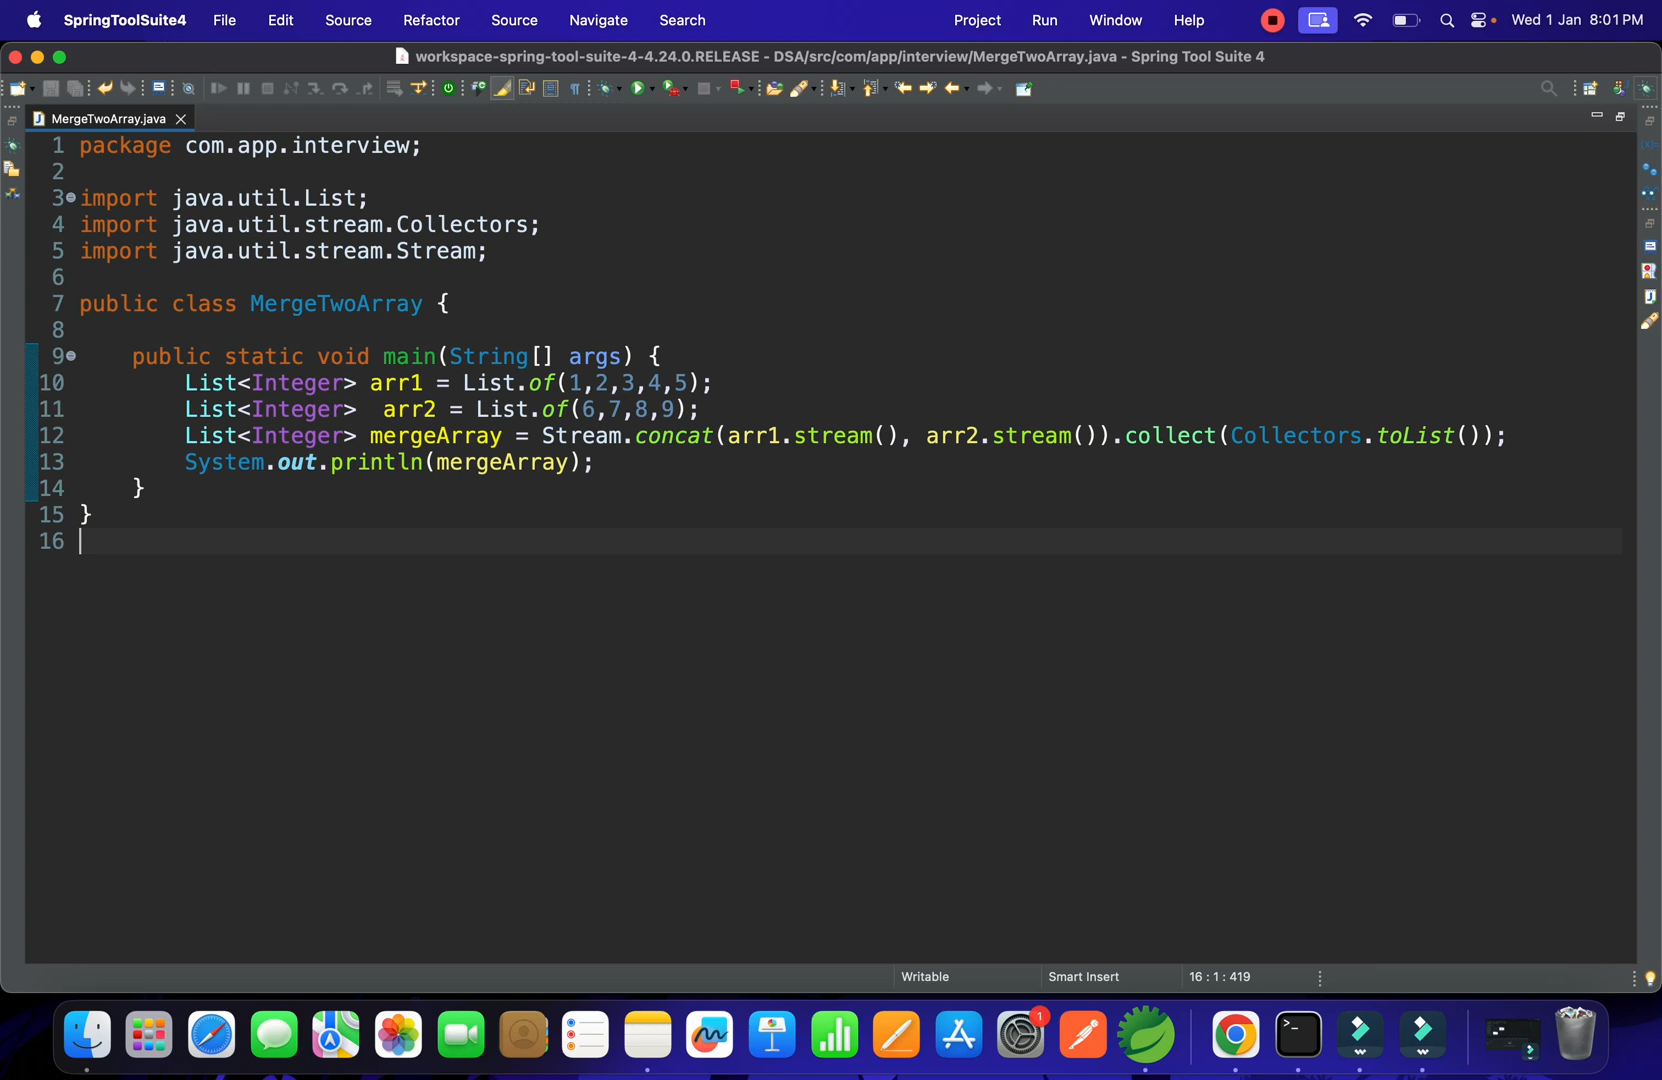 SpringToolSuite4 File Edit Source Refactor Source Navigate Search Project Run Window Help Wed 1 Jan 8:01 PM
workspace-spring-tool-suite-4-4.24.0.RELEASE - DSA/src/com/app/interview/MergeTwoArray.java - Spring Tool Suite 4
MergeTwoArray.java
1 package com.app.interview;
2
3 import java.util.List;
4 import java.util.stream.Collectors;
5 import java.util.stream.Stream;
6
7 public class MergeTwoArray {
8
9 public static void main(String[] args) {
10 List<Integer> arr1 = List.of(1,2,3,4,5);
11 List<Integer>  arr2 = List.of(6,7,8,9);
12 List<Integer> mergeArray = Stream.concat(arr1.stream(), arr2.stream()).collect(Collectors.toList());
13 System.out.println(mergeArray);
14 }
15 }
16
Writable Smart Insert 16 : 1 : 419
1